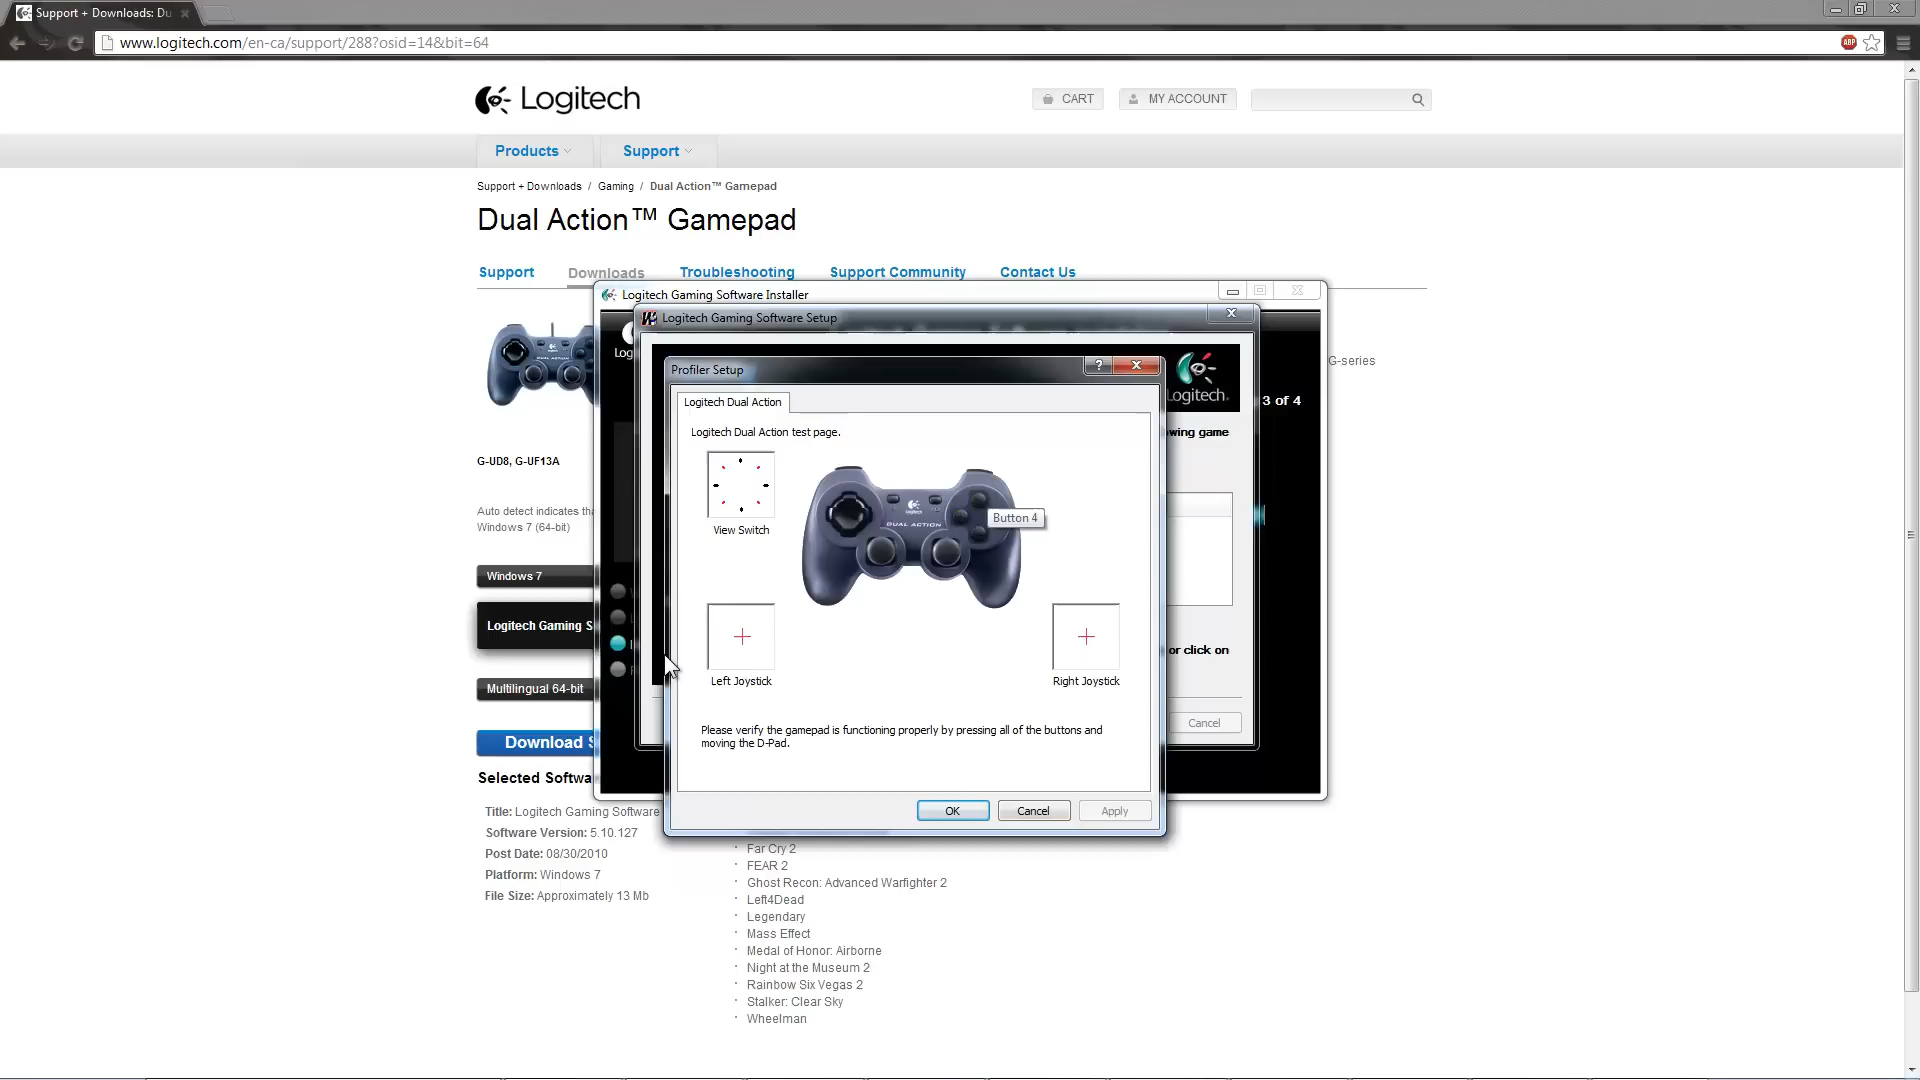 Support + Downloads: Du
www.logitech.com/en-ca/support/288?osid=14&bit=64
ABP
Logitech
CART
MY ACCOUNT
Products
Support
Support + Downloads / Gaming / Dual Action™ Gamepad
Dual Action™ Gamepad
Support
Downloads
Troubleshooting
Support Community
Contact Us
Logitech Gaming Software Installer
Logitech Gaming Software Setup
Log
Profiler Setup
?
Logitech
G-series
3 of 4
Logitech Dual Action
Logitech Dual Action test page.
wing game
G-UD8, G-UF13A
Logitech
DUAL ACTION
Button 4
View Switch
Auto detect indicates tha
Windows 7 (64-bit)
Windows 7
Logitech Gaming S
or click on
Left Joystick
Right Joystick
Multilingual 64-bit
Cancel
Please verify the gamepad is functioning properly by pressing all of the buttons and
moving the D-Pad.
Download S
Selected Softwa
OK
Cancel
Apply
Title: Logitech Gaming Software
Software Version: 5.10.127
Post Date: 08/30/2010
Platform: Windows 7
File Size: Approximately 13 Mb
Far Cry 2
FEAR 2
Ghost Recon: Advanced Warfighter 2
Left4Dead
Legendary
Mass Effect
Medal of Honor: Airborne
Night at the Museum 2
Rainbow Six Vegas 2
Stalker: Clear Sky
Wheelman